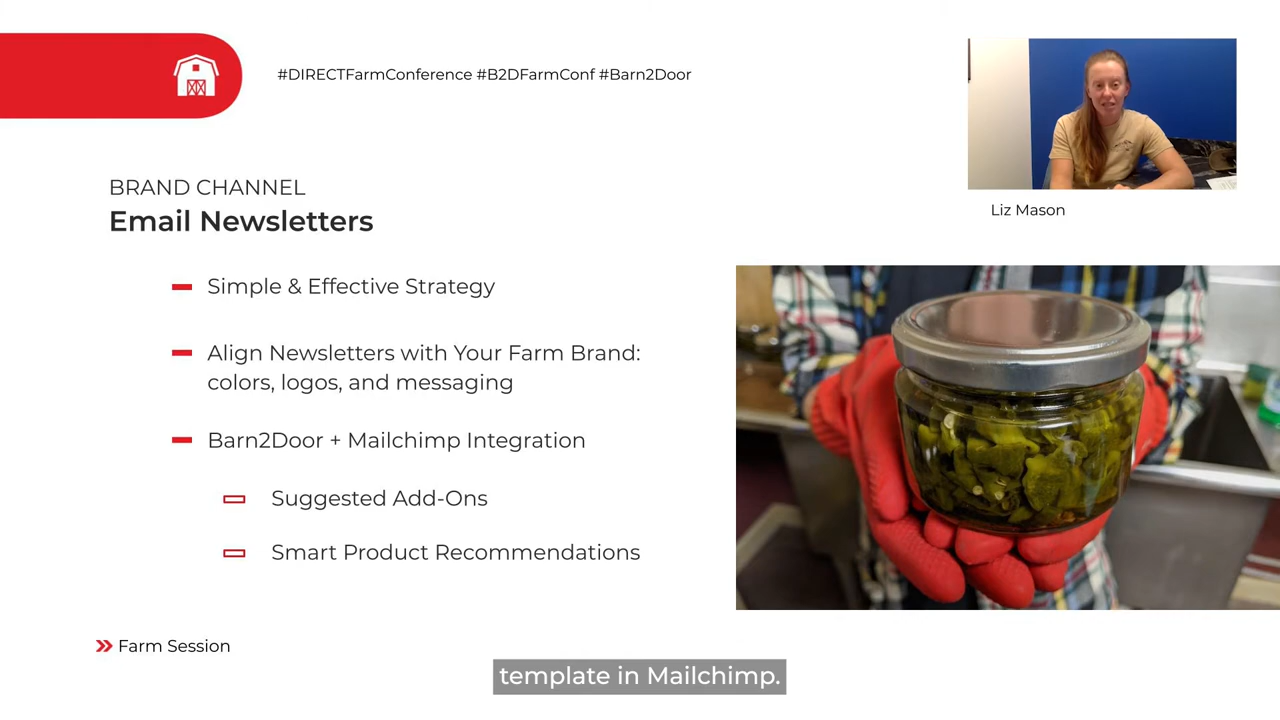 #DIRECTFarmConference #B2DFarmConf #Barn2Door
Liz Mason
BRAND CHANNEL
Email Newsletters
Simple & Effective Strategy
Align Newsletters with Your Farm Brand:
colors, logos, and messaging
Barn2Door + Mailchimp Integration
Suggested Add-Ons
Smart Product Recommendations
Farm Session
template in Mailchimp.